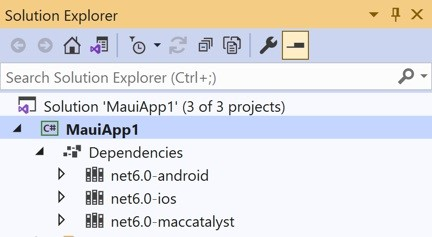 Solution Explorer
Search Solution Explorer (Ctrl+;)
Solution 'MauiApp1' (3 of 3 projects)
C# MauiApp1
Dependencies
net6.0-android
net6.0-ios
net6.0-maccatalyst